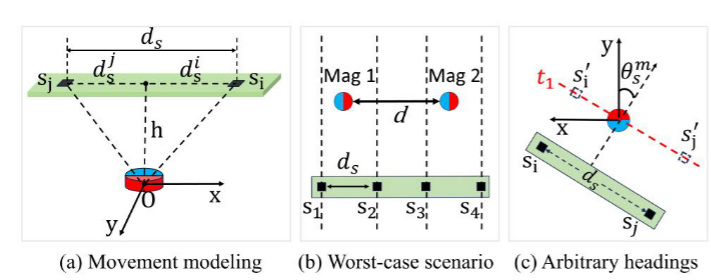 d_s
d_s^j d_s^i
s_j s_i
h
O x
y
(a) Movement modeling
Mag 1 Mag 2
d
d_s
s_1 s_2 s_3 s_4
(b) Worst-case scenario
y θ_s^m
t_1 s_i′
x
s_j′
s_i d_s
s_j
(c) Arbitrary headings